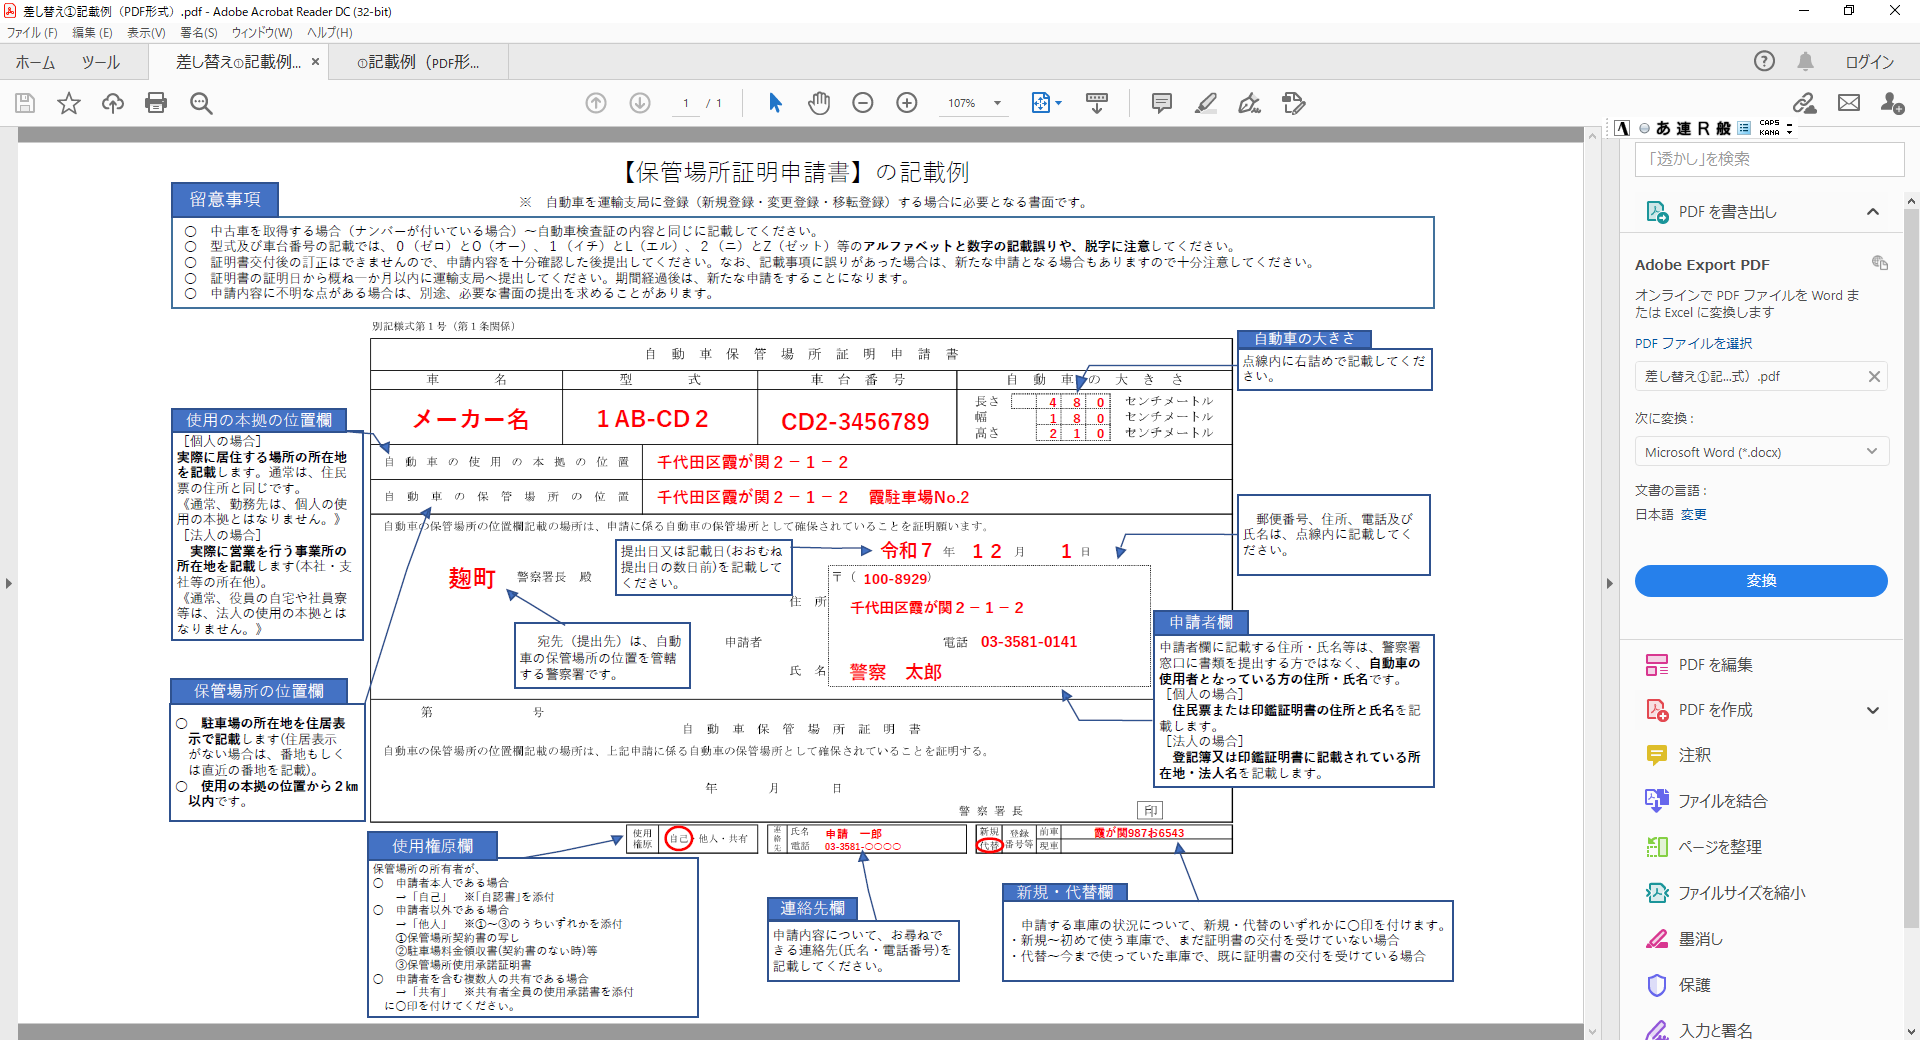 差し替え①記載例（PDF形式）.pdf - Adobe Acrobat Reader DC (32-bit)
ファイル(F) 編集(E) 表示(V) 署名(S) ウィンドウ(W) ヘルプ(H)
ホーム ツール 差し替え①記載例... × ①記載例（PDF形... ログイン
1 / 1 107%
A あ 連 R 般 CAPS KANA
【保管場所証明申請書】の記載例
留意事項
※　自動車を運輸支局に登録（新規登録・変更登録・移転登録）する場合に必要となる書面です。
〇　中古車を取得する場合（ナンバーが付いている場合）～自動車検査証の内容と同じに記載してください。
〇　型式及び車台番号の記載では、０（ゼロ）とO（オー）、１（イチ）とL（エル）、２（ニ）とZ（ゼット）等のアルファベットと数字の記載誤りや、脱字に注意してください。
〇　証明書交付後の訂正はできませんので、申請内容を十分確認した後提出してください。なお、記載事項に誤りがあった場合は、新たな申請となる場合もありますので十分注意してください。
〇　証明書の証明日から概ね一か月以内に運輸支局へ提出してください。期間経過後は、新たな申請をすることになります。
〇　申請内容に不明な点がある場合は、別途、必要な書面の提出を求めることがあります。
別記様式第１号（第１条関係）
自動車保管場所証明申請書
車名 型式 車台番号 自動車の大きさ
メーカー名 １AB-CD２ CD2-3456789
長さ 4 8 0 センチメートル
幅 1 8 0 センチメートル
高さ 2 1 0 センチメートル
自動車の大きさ
点線内に右詰めで記載してくだ
さい。
自動車の使用の本拠の位置 千代田区霞が関２－１－２
自動車の保管場所の位置 千代田区霞が関２－１－２　霞駐車場No.2
自動車の保管場所の位置欄記載の場所は、申請に係る自動車の保管場所として確保されていることを証明願います。
使用の本拠の位置欄
［個人の場合］
実際に居住する場所の所在地
を記載します。通常は、住民
票の住所と同じです。
《通常、勤務先は、個人の使
用の本拠とはなりません。》
［法人の場合］
実際に営業を行う事業所の
所在地を記載します(本社・支
社等の所在他)。
《通常、役員の自宅や社員寮
等は、法人の使用の本拠とは
なりません。》
提出日又は記載日(おおむね
提出日の数日前)を記載して
ください。
令和７ 年 １２ 月 １ 日
郵便番号、住所、電話及び
氏名は、点線内に記載してく
ださい。
麹町 警察署長　殿
〒（ 100-8929）
住所 千代田区霞が関２－１－２
申請者 電話 03-3581-0141
氏名 警察　太郎
宛先（提出先）は、自動
車の保管場所の位置を管轄
する警察署です。
申請者欄
申請者欄に記載する住所・氏名等は、警察署
窓口に書類を提出する方ではなく、自動車の
使用者となっている方の住所・氏名です。
［個人の場合］
住民票または印鑑証明書の住所と氏名を記
載します。
［法人の場合］
登記簿又は印鑑証明書に記載されている所
在地・法人名を記載します。
保管場所の位置欄
〇　駐車場の所在地を住居表
示で記載します(住居表示
がない場合は、番地もしく
は直近の番地を記載)。
〇　使用の本拠の位置から２㎞
以内です。
第 号
自動車保管場所証明書
自動車の保管場所の位置欄記載の場所は、上記申請に係る自動車の保管場所として確保されていることを証明する。
年 月 日
警察署長 印
使用権原 自己・他人・共有
連絡先 氏名 申請　一郎
電話 03-3581-〇〇〇〇
新規 代替 登録番号等 前車 霞が関987お6543
現車
使用権原欄
保管場所の所有者が、
〇　申請者本人である場合
→「自己」　※「自認書」を添付
〇　申請者以外である場合
→「他人」　※①～③のうちいずれかを添付
①保管場所契約書の写し
②駐車場料金領収書(契約書のない時)等
③保管場所使用承諾証明書
〇　申請者を含む複数人の共有である場合
→「共有」　※共有者全員の使用承諾書を添付
に〇印を付けてください。
連絡先欄
申請内容について、お尋ねで
きる連絡先(氏名・電話番号)を
記載してください。
新規・代替欄
申請する車庫の状況について、新規・代替のいずれかに〇印を付けます。
・新規～初めて使う車庫で、まだ証明書の交付を受けていない場合
・代替～今まで使っていた車庫で、既に証明書の交付を受けている場合
「透かし」を検索
PDF を書き出し
Adobe Export PDF
オンラインで PDF ファイルを Word ま
たは Excel に変換します
PDF ファイルを選択
差し替え①記...式）.pdf
次に変換 :
Microsoft Word (*.docx)
文書の言語 :
日本語 変更
変換
PDF を編集
PDF を作成
注釈
ファイルを結合
ページを整理
ファイルサイズを縮小
墨消し
保護
入力と署名